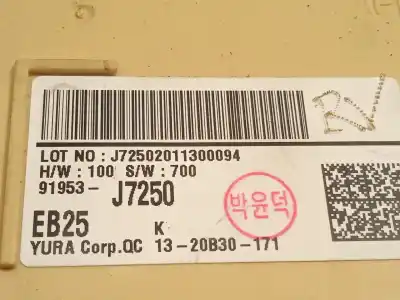 LOT NO : J72502011300094
H/W : 100 S/W : 700
91953- J7250
박윤덕
EB25 K
YURA Corp.QC 13-20B30-171